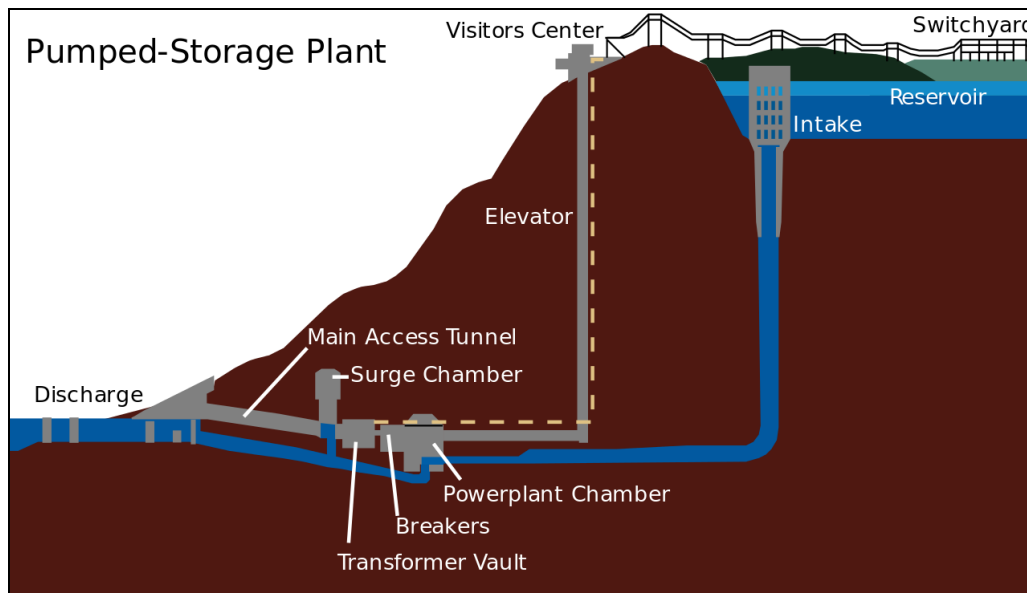 Visitors Center
Switchyard
Pumped-Storage Plant
Reservoir
Intake
Elevator
Main Access Tunnel
Surge Chamber
Discharge
Powerplant Chamber
Breakers
Transformer Vault